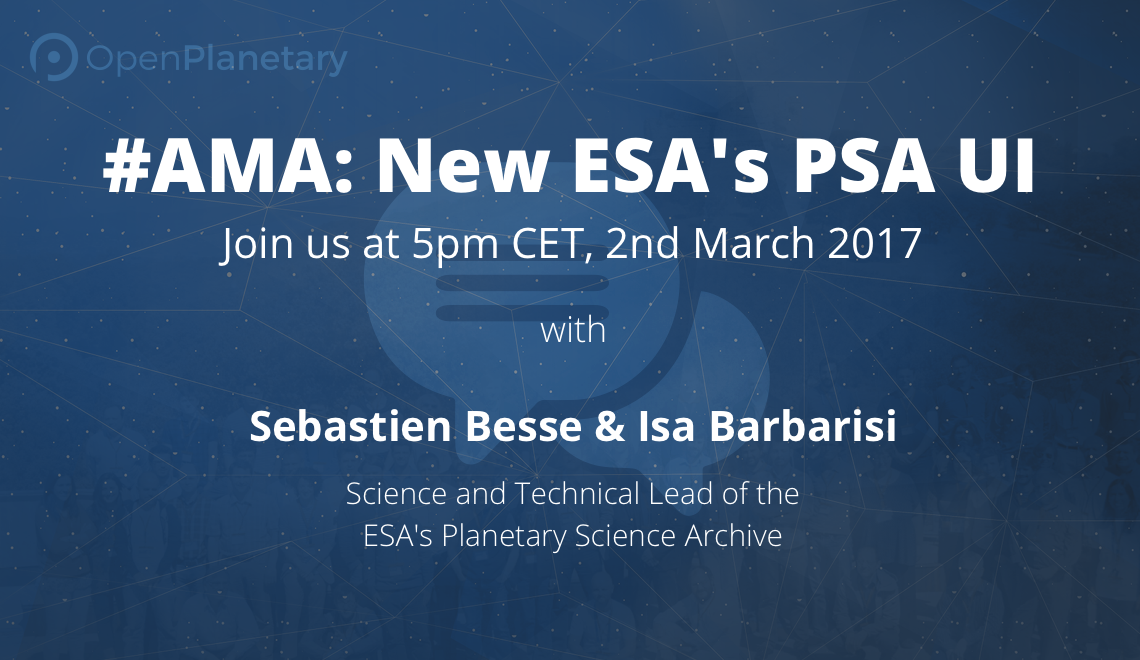 OpenPlanetary
#AMA: New ESA's PSA UI
Join us at 5pm CET, 2nd March 2017
with
Sebastien Besse & Isa Barbarisi
Science and Technical Lead of the
ESA's Planetary Science Archive